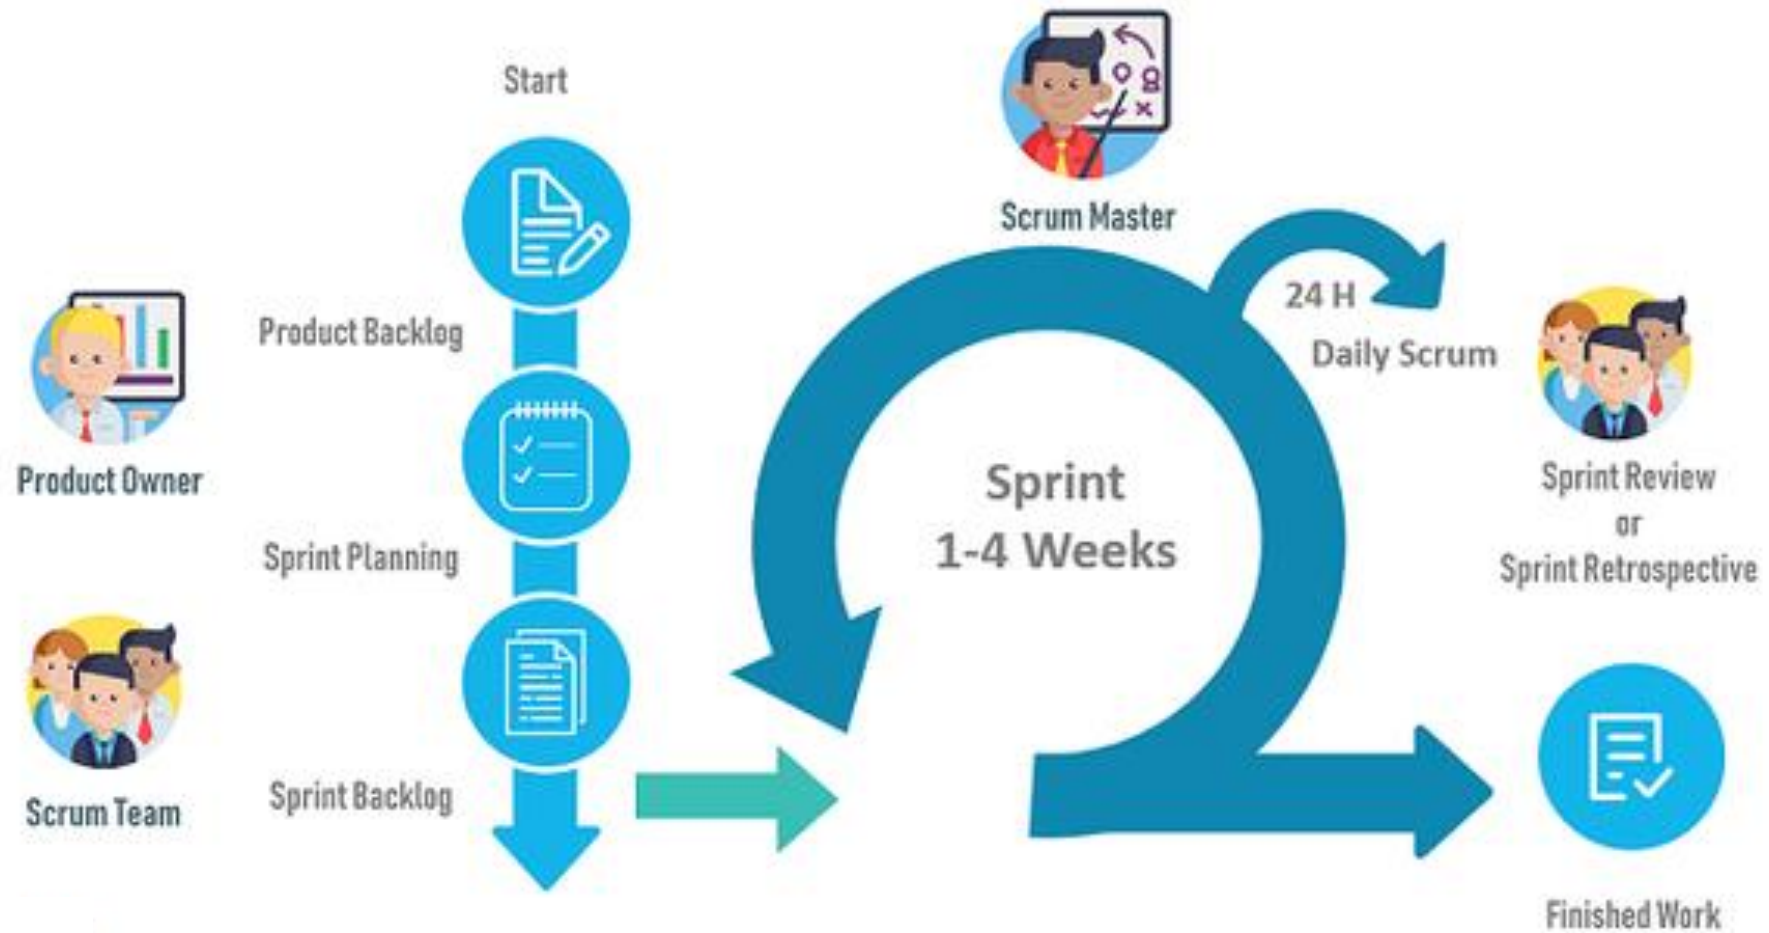 Start
Scrum Master
24 H
Daily Scrum
Product Backlog
Product Owner
Sprint
1-4 Weeks
Sprint Review
or
Sprint Retrospective
Sprint Planning
Scrum Team
Sprint Backlog
Finished Work